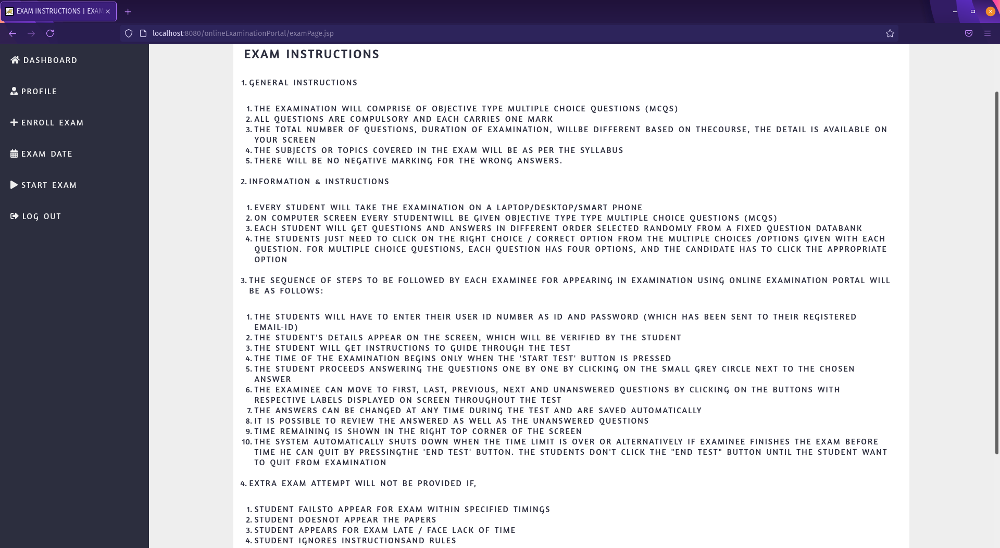 EXAM INSTRUCTIONS | EXAM
localhost:8080/onlineExaminationPortal/examPage.jsp
DASHBOARD
PROFILE
ENROLL EXAM
EXAM DATE
START EXAM
LOG OUT
EXAM INSTRUCTIONS
1. GENERAL INSTRUCTIONS
1. THE EXAMINATION WILL COMPRISE OF OBJECTIVE TYPE MULTIPLE CHOICE QUESTIONS (MCQS)
2. ALL QUESTIONS ARE COMPULSORY AND EACH CARRIES ONE MARK
3. THE TOTAL NUMBER OF QUESTIONS, DURATION OF EXAMINATION, WILLBE DIFFERENT BASED ON THECOURSE, THE DETAIL IS AVAILABLE ON
YOUR SCREEN
4. THE SUBJECTS OR TOPICS COVERED IN THE EXAM WILL BE AS PER THE SYLLABUS
5. THERE WILL BE NO NEGATIVE MARKING FOR THE WRONG ANSWERS.
2. INFORMATION & INSTRUCTIONS
1. EVERY STUDENT WILL TAKE THE EXAMINATION ON A LAPTOP/DESKTOP/SMART PHONE
2. ON COMPUTER SCREEN EVERY STUDENTWILL BE GIVEN OBJECTIVE TYPE TYPE MULTIPLE CHOICE QUESTIONS (MCQS)
3. EACH STUDENT WILL GET QUESTIONS AND ANSWERS IN DIFFERENT ORDER SELECTED RANDOMLY FROM A FIXED QUESTION DATABANK
4. THE STUDENTS JUST NEED TO CLICK ON THE RIGHT CHOICE / CORRECT OPTION FROM THE MULTIPLE CHOICES /OPTIONS GIVEN WITH EACH
QUESTION. FOR MULTIPLE CHOICE QUESTIONS, EACH QUESTION HAS FOUR OPTIONS, AND THE CANDIDATE HAS TO CLICK THE APPROPRIATE
OPTION
3. THE SEQUENCE OF STEPS TO BE FOLLOWED BY EACH EXAMINEE FOR APPEARING IN EXAMINATION USING ONLINE EXAMINATION PORTAL WILL
BE AS FOLLOWS:
1. THE STUDENTS WILL HAVE TO ENTER THEIR USER ID NUMBER AS ID AND PASSWORD (WHICH HAS BEEN SENT TO THEIR REGISTERED
EMAIL-ID)
2. THE STUDENT'S DETAILS APPEAR ON THE SCREEN, WHICH WILL BE VERIFIED BY THE STUDENT
3. THE STUDENT WILL GET INSTRUCTIONS TO GUIDE THROUGH THE TEST
4. THE TIME OF THE EXAMINATION BEGINS ONLY WHEN THE 'START TEST' BUTTON IS PRESSED
5. THE STUDENT PROCEEDS ANSWERING THE QUESTIONS ONE BY ONE BY CLICKING ON THE SMALL GREY CIRCLE NEXT TO THE CHOSEN
ANSWER
6. THE EXAMINEE CAN MOVE TO FIRST, LAST, PREVIOUS, NEXT AND UNANSWERED QUESTIONS BY CLICKING ON THE BUTTONS WITH
RESPECTIVE LABELS DISPLAYED ON SCREEN THROUGHOUT THE TEST
7. THE ANSWERS CAN BE CHANGED AT ANY TIME DURING THE TEST AND ARE SAVED AUTOMATICALLY
8. IT IS POSSIBLE TO REVIEW THE ANSWERED AS WELL AS THE UNANSWERED QUESTIONS
9. TIME REMAINING IS SHOWN IN THE RIGHT TOP CORNER OF THE SCREEN
10. THE SYSTEM AUTOMATICALLY SHUTS DOWN WHEN THE TIME LIMIT IS OVER OR ALTERNATIVELY IF EXAMINEE FINISHES THE EXAM BEFORE
TIME HE CAN QUIT BY PRESSINGTHE 'END TEST' BUTTON. THE STUDENTS DON'T CLICK THE "END TEST" BUTTON UNTIL THE STUDENT WANT
TO QUIT FROM EXAMINATION
4. EXTRA EXAM ATTEMPT WILL NOT BE PROVIDED IF,
1. STUDENT FAILSTO APPEAR FOR EXAM WITHIN SPECIFIED TIMINGS
2. STUDENT DOESNOT APPEAR THE PAPERS
3. STUDENT APPEARS FOR EXAM LATE / FACE LACK OF TIME
4. STUDENT IGNORES INSTRUCTIONSAND RULES